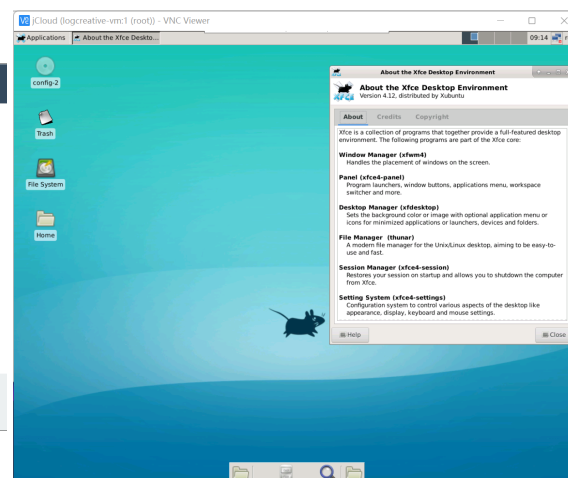 jCloud (logcreative-vm:1 (root)) - VNC Viewer
Applications
About the Xfce Deskto...
09:14
config-2
Trash
File System
Home
About the Xfce Desktop Environment
About the Xfce Desktop Environment
Version 4.12, distributed by Xubuntu
About
Credits
Copyright
Xfce is a collection of programs that together provide a full-featured desktop
environment. The following programs are part of the Xfce core:
Window Manager (xfwm4)
Handles the placement of windows on the screen.
Panel (xfce4-panel)
Program launchers, window buttons, applications menu, workspace
switcher and more.
Desktop Manager (xfdesktop)
Sets the background color or image with optional application menu or
icons for minimized applications or launchers, devices and folders.
File Manager (thunar)
A modern file manager for the Unix/Linux desktop, aiming to be easy-to-
use and fast.
Session Manager (xfce4-session)
Restores your session on startup and allows you to shutdown the computer
from Xfce.
Setting System (xfce4-settings)
Configuration system to control various aspects of the desktop like
appearance, display, keyboard and mouse settings.
Help
Close